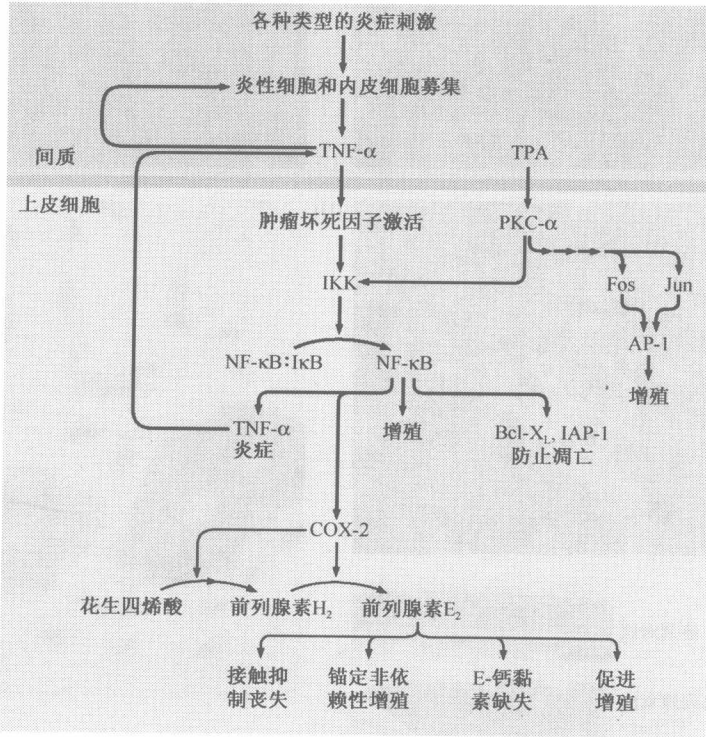 各种类型的炎症刺激
炎性细胞和内皮细胞募集
TNF-α
TPA
间质
上皮细胞
肿瘤坏死因子激活
PKC-α
IKK
Fos
Jun
NF-κB:IκB
NF-κB
AP-1
增殖
TNF-α
炎症
增殖
Bcl-XL, IAP-1
防止凋亡
COX-2
花生四烯酸
前列腺素H2
前列腺素E2
接触抑
制丧失
锚定非依
赖性增殖
E-钙黏
素缺失
促进
增殖